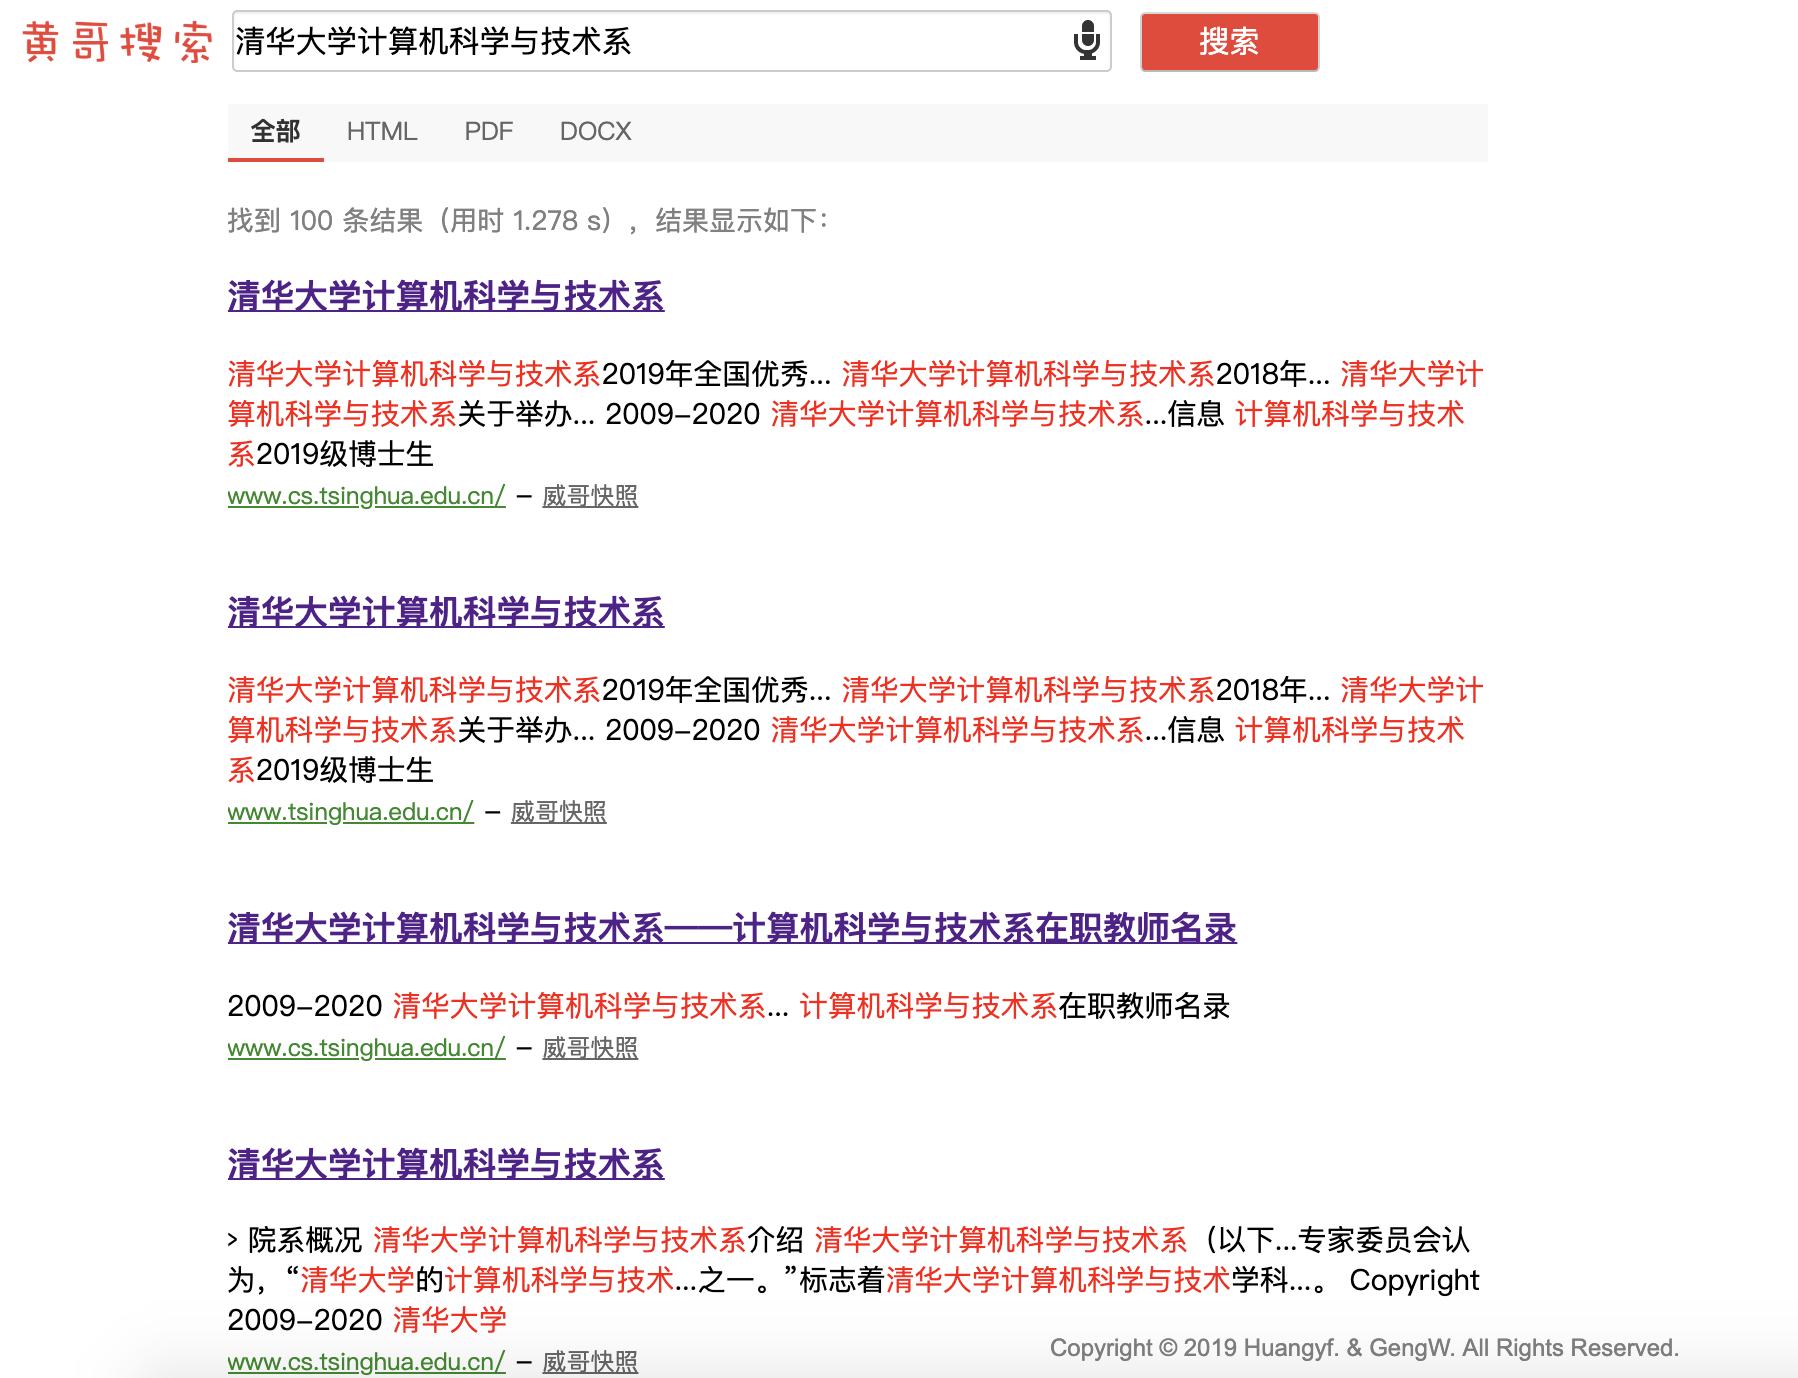 黄哥搜索 清华大学计算机科学与技术系 搜索
全部 HTML PDF DOCX
找到 100 条结果（用时 1.278 s），结果显示如下：
清华大学计算机科学与技术系
清华大学计算机科学与技术系2019年全国优秀... 清华大学计算机科学与技术系2018年... 清华大学计
算机科学与技术系关于举办... 2009-2020 清华大学计算机科学与技术系...信息 计算机科学与技术
系2019级博士生
www.cs.tsinghua.edu.cn/ - 威哥快照
清华大学计算机科学与技术系
清华大学计算机科学与技术系2019年全国优秀... 清华大学计算机科学与技术系2018年... 清华大学计
算机科学与技术系关于举办... 2009-2020 清华大学计算机科学与技术系...信息 计算机科学与技术
系2019级博士生
www.tsinghua.edu.cn/ - 威哥快照
清华大学计算机科学与技术系——计算机科学与技术系在职教师名录
2009-2020 清华大学计算机科学与技术系... 计算机科学与技术系在职教师名录
www.cs.tsinghua.edu.cn/ - 威哥快照
清华大学计算机科学与技术系
> 院系概况 清华大学计算机科学与技术系介绍 清华大学计算机科学与技术系（以下...专家委员会认
为，“清华大学的计算机科学与技术...之一。”标志着清华大学计算机科学与技术学科...。 Copyright
2009-2020 清华大学
www.cs.tsinghua.edu.cn/ - 威哥快照
Copyright © 2019 Huangyf. & GengW. All Rights Reserved.